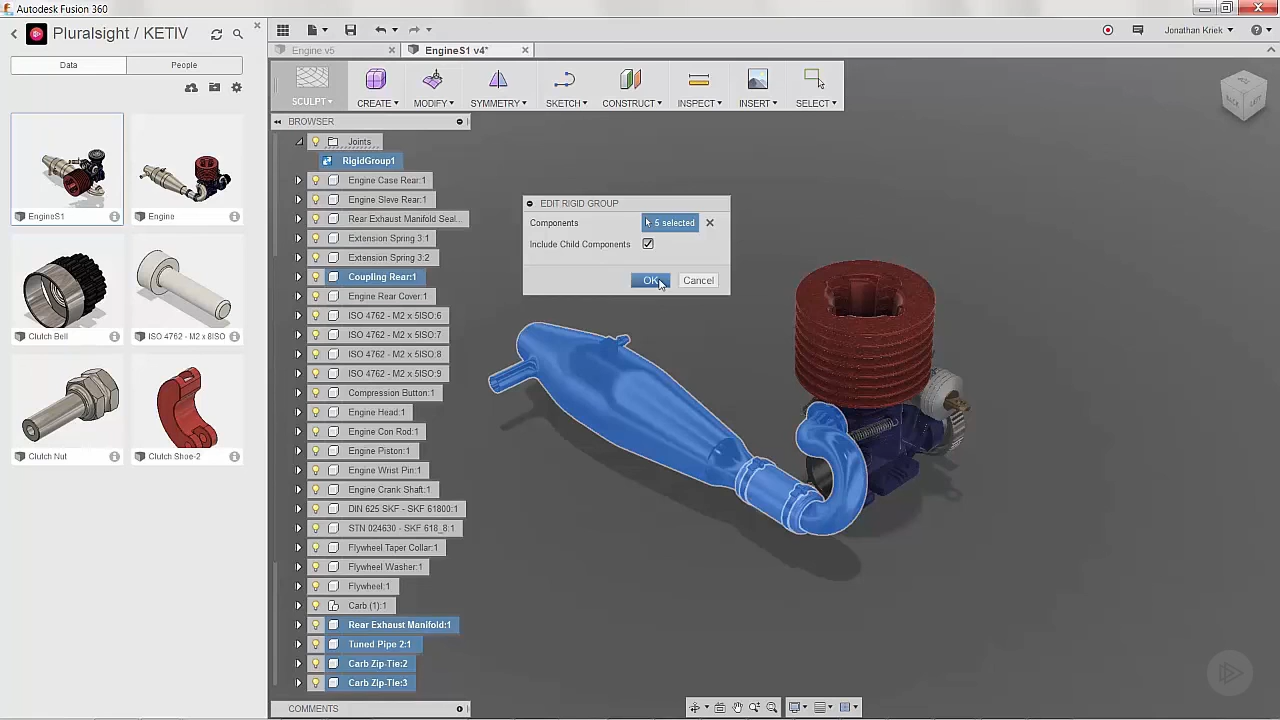 Autodesk Fusion 360
Pluralsight / KETIV
Data People
EngineS1
Engine
Clutch Bell
ISO 4762 - M2 x 8ISO
Clutch Nut
Clutch Shoe-2
Engine v5
EngineS1 v4*
Jonathan Kriek
SCULPT CREATE MODIFY SYMMETRY SKETCH CONSTRUCT INSPECT INSERT SELECT
BROWSER
Joints
RigidGroup1
Engine Case Rear:1
Engine Sleve Rear:1
Rear Exhaust Manifold Seal...
Extension Spring 3:1
Extension Spring 3:2
Coupling Rear:1
Engine Rear Cover:1
ISO 4762 - M2 x 5ISO:6
ISO 4762 - M2 x 5ISO:7
ISO 4762 - M2 x 5ISO:8
ISO 4762 - M2 x 5ISO:9
Compression Button:1
Engine Head:1
Engine Con Rod:1
Engine Piston:1
Engine Wrist Pin:1
Engine Crank Shaft:1
DIN 625 SKF - SKF 61800:1
STN 024630 - SKF 618_8:1
Flywheel Taper Collar:1
Flywheel Washer:1
Flywheel:1
Carb (1):1
Rear Exhaust Manifold:1
Tuned Pipe 2:1
Carb Zip-Tie:2
Carb Zip-Tie:3
COMMENTS
EDIT RIGID GROUP
Components 5 selected
Include Child Components
OK Cancel
BACK LEFT